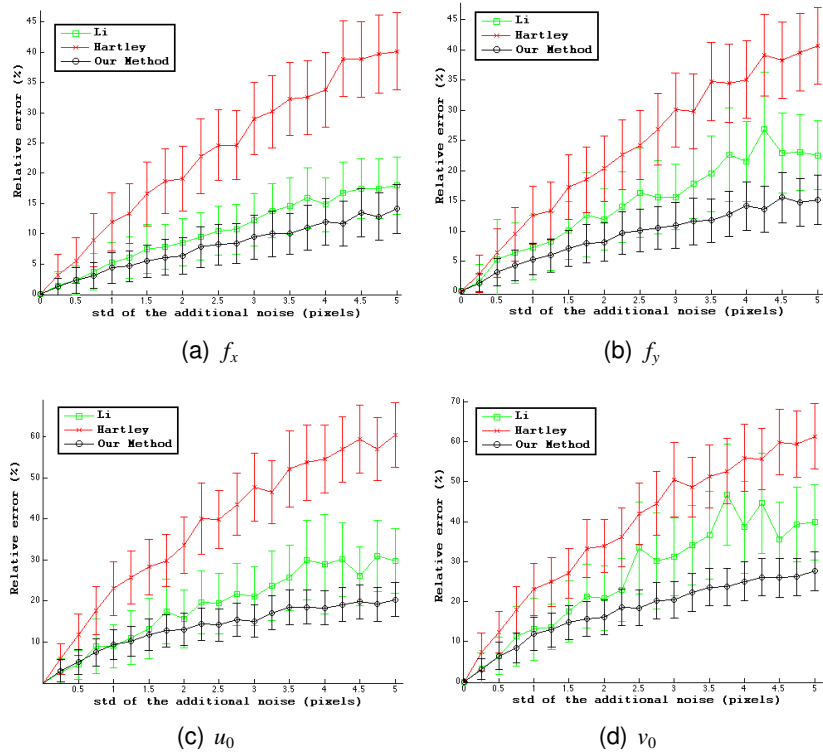 Li
Hartley
Our Method
Relative error (%)
45
40
35
30
25
20
15
10
5
0
0 0.5 1 1.5 2 2.5 3 3.5 4 4.5 5
std of the additional noise (pixels)
(a) fx
Li
Hartley
Our Method
Relative error (%)
45
40
35
30
25
20
15
10
5
0
0 0.5 1 1.5 2 2.5 3 3.5 4 4.5 5
std of the additional noise (pixels)
(b) fy
Li
Hartley
Our Method
Relative error (%)
60
50
40
30
20
10
0.5 1 1.5 2 2.5 3 3.5 4 4.5 5
std of the additional noise (pixels)
(c) u0
Li
Hartley
Our Method
Relative error (%)
70
60
50
40
30
20
10
0
0 0.5 1 1.5 2 2.5 3 3.5 4 4.5 5
std of the additional noise (pixels)
(d) v0